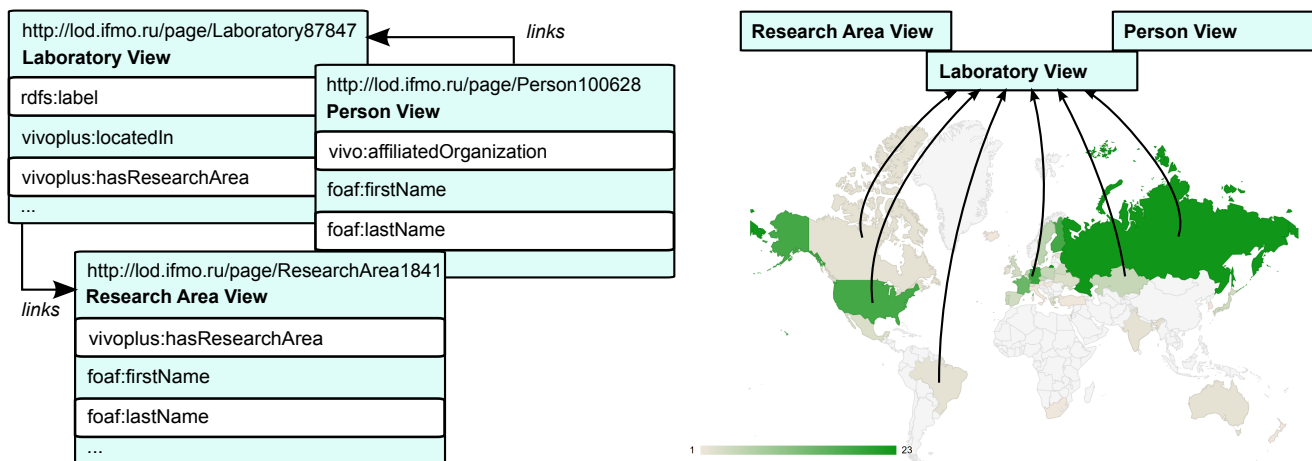 http://lod.ifmo.ru/page/Laboratory87847
Laboratory View
rdfs:label
vivoplus:locatedIn
vivoplus:hasResearchArea
...
links
http://lod.ifmo.ru/page/Person100628
Person View
vivo:affiliatedOrganization
foaf:firstName
foaf:lastName
links
http://lod.ifmo.ru/page/ResearchArea1841
Research Area View
vivoplus:hasResearchArea
foaf:firstName
foaf:lastName
...
Research Area View
Person View
Laboratory View
1
23